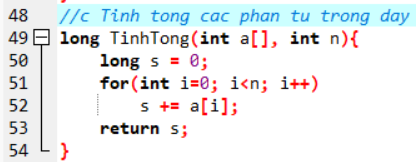 48 //c Tinh tong cac phan tu trong day
49 long TinhTong(int a[], int n){
50 long s = 0;
51 for(int i=0; i<n; i++)
52 s += a[i];
53 return s;
54 }